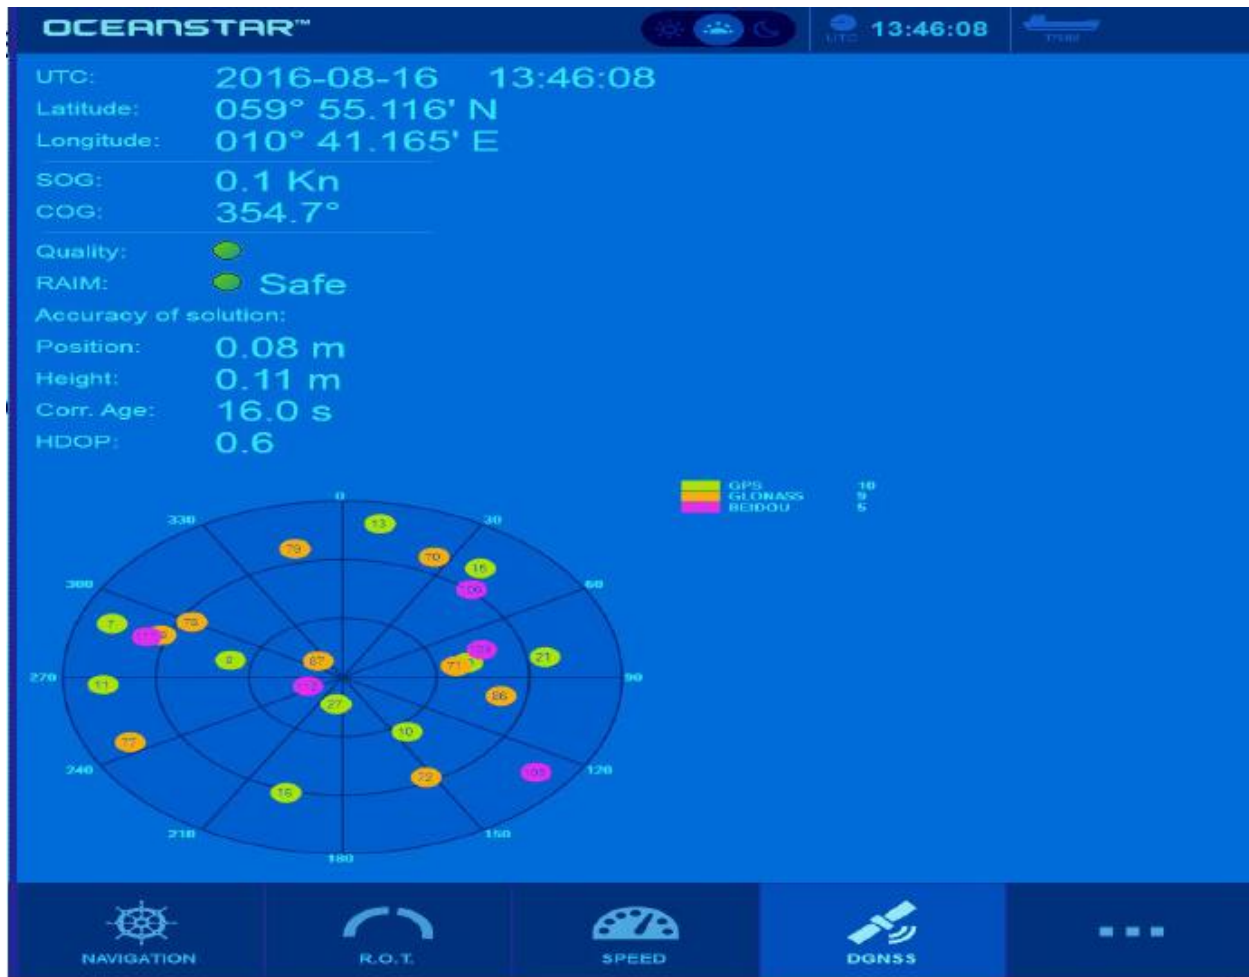 OCEANSTAR™
UTC 13:46:08
UTC: 2016-08-16 13:46:08
Latitude: 059° 55.116' N
Longitude: 010° 41.165' E
SOG: 0.1 Kn
COG: 354.7°
Quality:
RAIM: Safe
Accuracy of solution:
Position: 0.08 m
Height: 0.11 m
Corr. Age: 16.0 s
HDOP: 0.6
GPS 10
GLONASS 9
BEIDOU 5
0
330
13
30
79
70
15
300
60
7
78
8
87
71
21
270
11
90
27
86
10
77
240
72
120
16
210
150
180
NAVIGATION
R.O.T.
SPEED
DGNSS